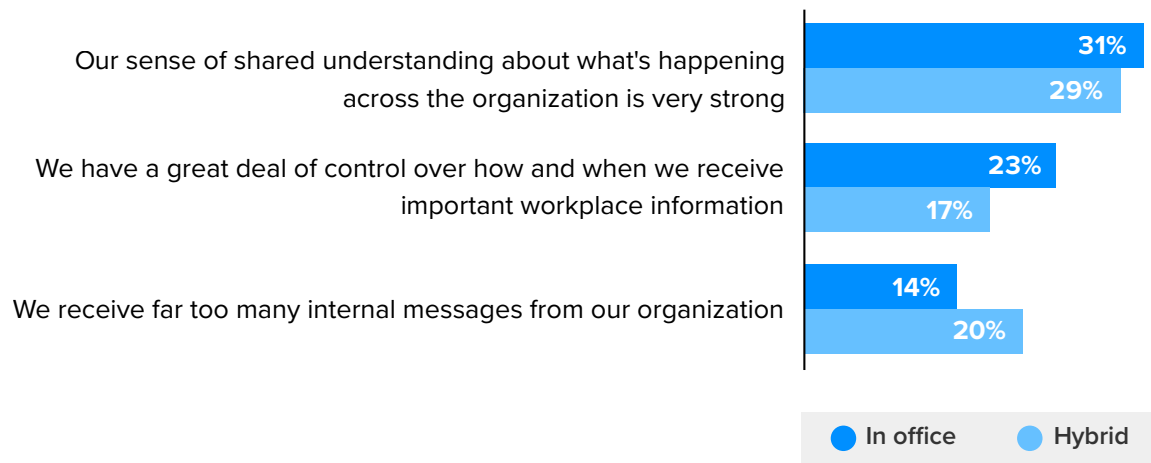 Our sense of shared understanding about what's happening
across the organization is very strong
31%
29%
We have a great deal of control over how and when we receive
important workplace information
23%
17%
We receive far too many internal messages from our organization
14%
20%
In office
Hybrid